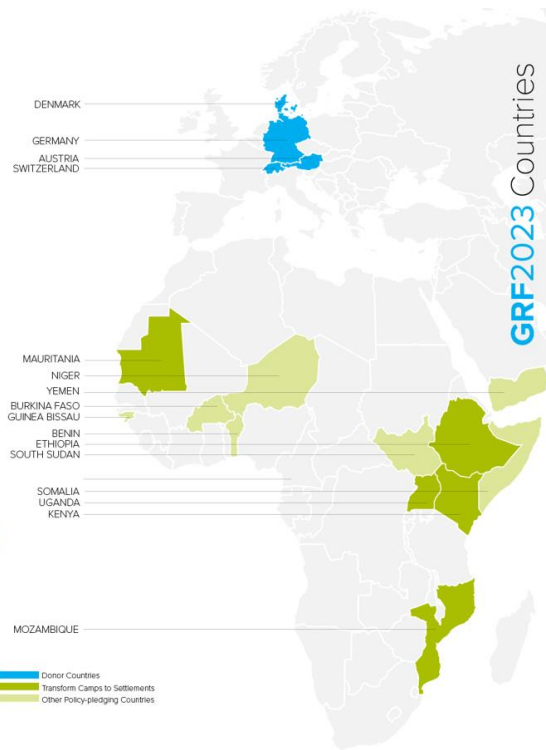 GRF2023 Countries
DENMARK
GERMANY
AUSTRIA
SWITZERLAND
MAURITANIA
NIGER
YEMEN
BURKINA FASO
GUINEA BISSAU
BENIN
ETHIOPIA
SOUTH SUDAN
SOMALIA
UGANDA
KENYA
MOZAMBIQUE
Donor Countries
Transform Camps to Settlements
Other Policy-pledging Countries